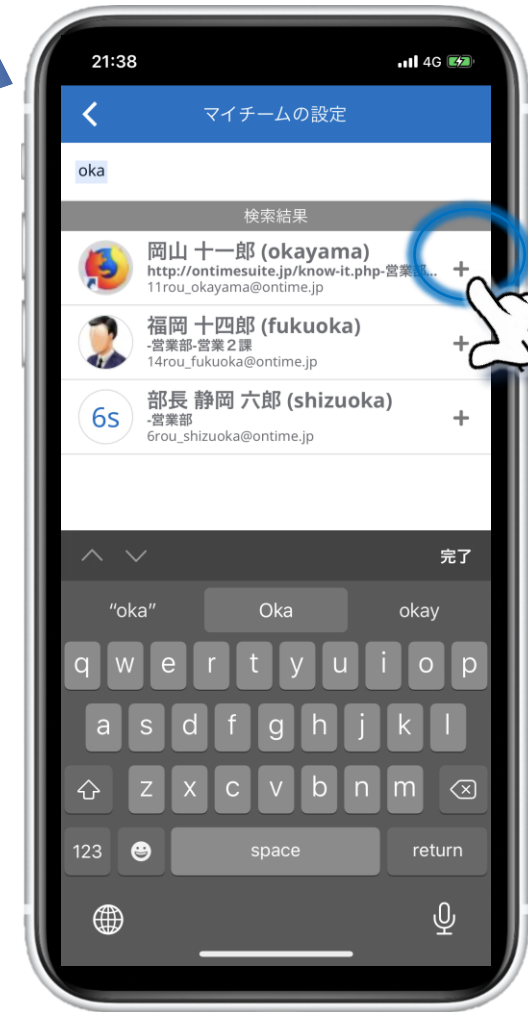 21:38
4G
マイチームの設定
oka
検索結果
岡山 十一郎 (okayama)
http://ontimesuite.jp/know-it.php-営業部...
11rou_okayama@ontime.jp
+
福岡 十四郎 (fukuoka)
-営業部-営業２課
14rou_fukuoka@ontime.jp
+
6s
部長 静岡 六郎 (shizuoka)
-営業部
6rou_shizuoka@ontime.jp
+
完了
“oka” Oka okay
q w e r t y u i o p
a s d f g h j k l
z x c v b n m
123 space return